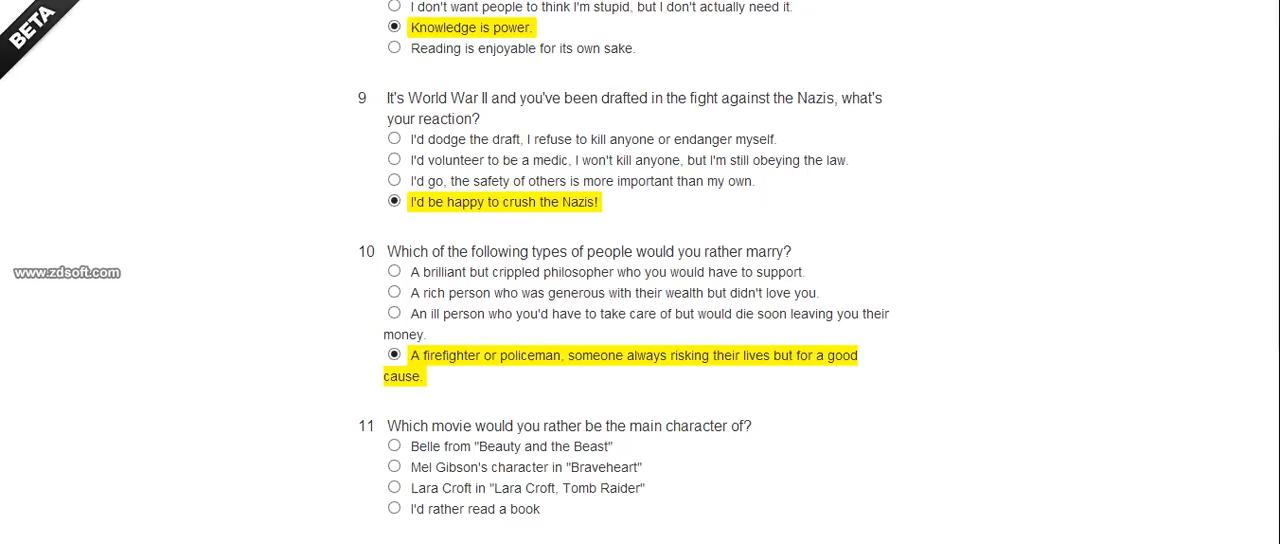 BETA
I don't want people to think I'm stupid, but I don't actually need it.
Knowledge is power.
Reading is enjoyable for its own sake.
9 It's World War II and you've been drafted in the fight against the Nazis, what's
your reaction?
I'd dodge the draft, I refuse to kill anyone or endanger myself.
I'd volunteer to be a medic, I won't kill anyone, but I'm still obeying the law.
I'd go, the safety of others is more important than my own.
I'd be happy to crush the Nazis!
10 Which of the following types of people would you rather marry?
www.zdsoft.com
A brilliant but crippled philosopher who you would have to support.
A rich person who was generous with their wealth but didn't love you.
An ill person who you'd have to take care of but would die soon leaving you their
money.
A firefighter or policeman, someone always risking their lives but for a good
cause.
11 Which movie would you rather be the main character of?
Belle from "Beauty and the Beast"
Mel Gibson's character in "Braveheart"
Lara Croft in "Lara Croft, Tomb Raider"
I'd rather read a book